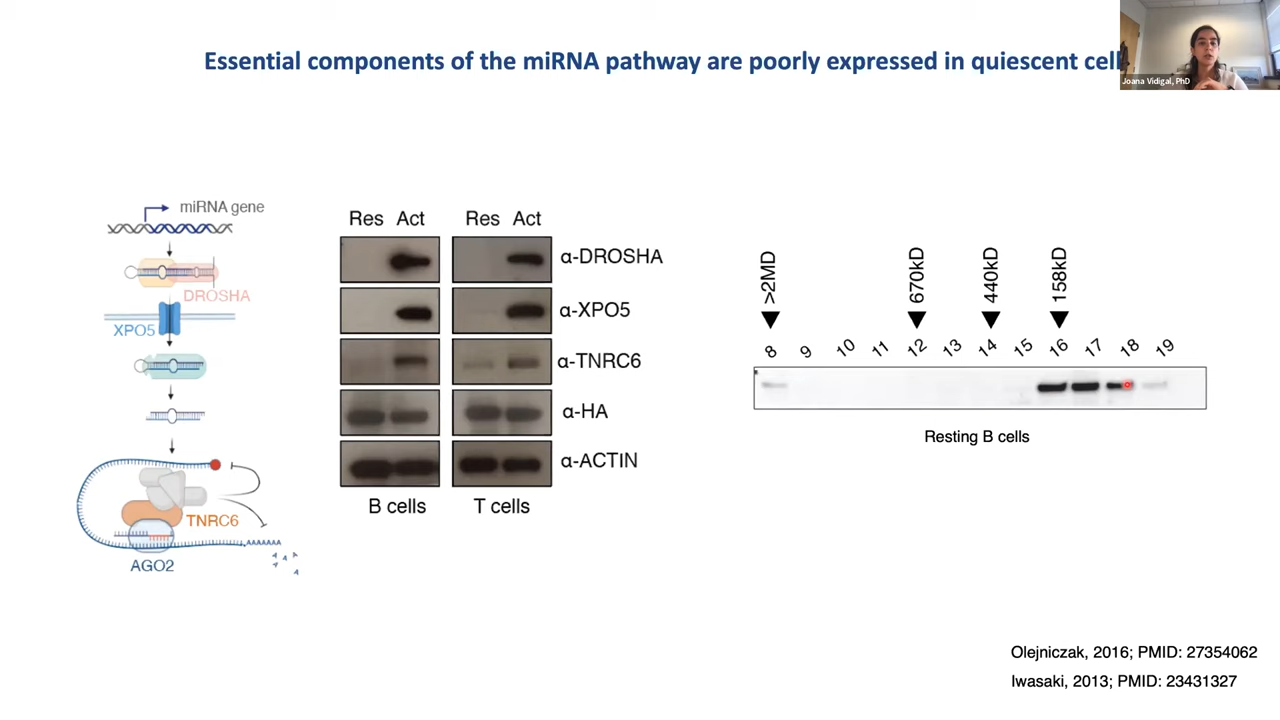 Essential components of the miRNA pathway are poorly expressed in quiescent cell
Joana Vidigal, PhD
miRNA gene
DROSHA
XPO5
TNRC6
AGO2
AAAAAAA
A A A
A A
Res Act Res Act
α-DROSHA
α-XPO5
α-TNRC6
α-HA
α-ACTIN
B cells T cells
>2MD 670kD 440kD 158kD
8 9 10 11 12 13 14 15 16 17 18 19
Resting B cells
Olejniczak, 2016; PMID: 27354062
Iwasaki, 2013; PMID: 23431327